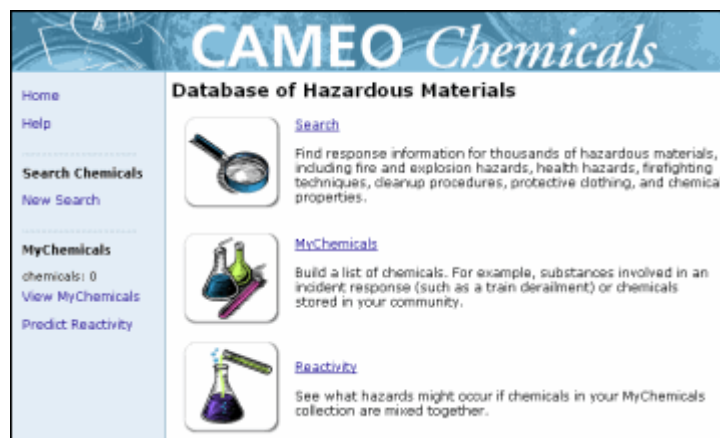 CAMEO Chemicals
Home
Help
Search Chemicals
New Search
MyChemicals
chemicals: 0
View MyChemicals
Predict Reactivity
Database of Hazardous Materials
Search
Find response information for thousands of hazardous materials,
including fire and explosion hazards, health hazards, firefighting
techniques, cleanup procedures, protective clothing, and chemical
properties.
MyChemicals
Build a list of chemicals. For example, substances involved in an
incident response (such as a train derailment) or chemicals
stored in your community.
Reactivity
See what hazards might occur if chemicals in your MyChemicals
collection are mixed together.